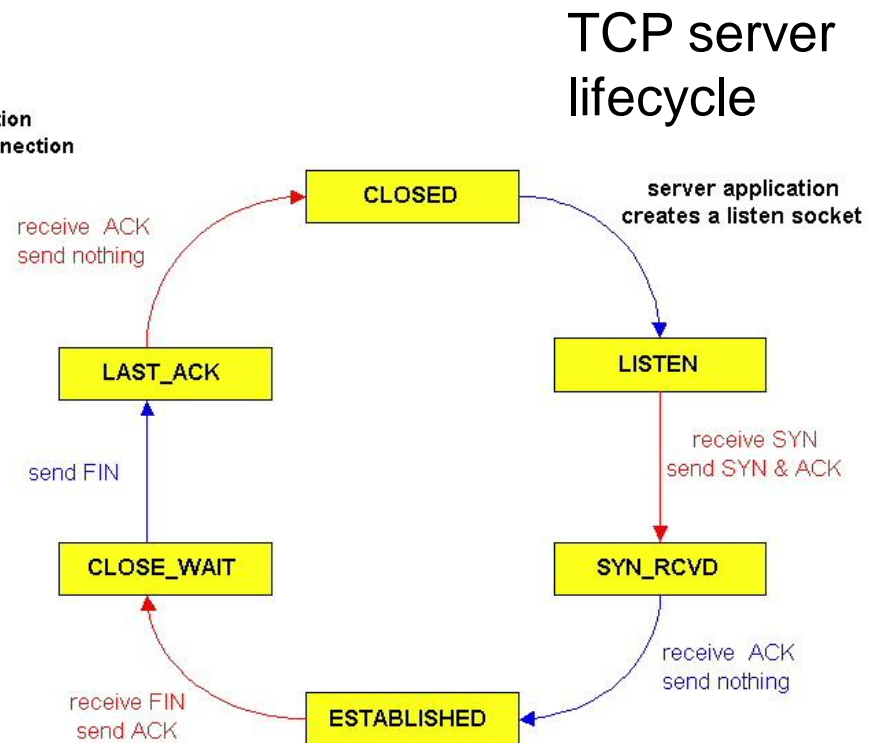 TCP server
lifecycle
nection
CLOSED
server application
creates a listen socket
receive ACK
send nothing
LAST_ACK
LISTEN
receive SYN
send SYN & ACK
send FIN
CLOSE_WAIT
SYN_RCVD
receive ACK
send nothing
receive FIN
send ACK
ESTABLISHED